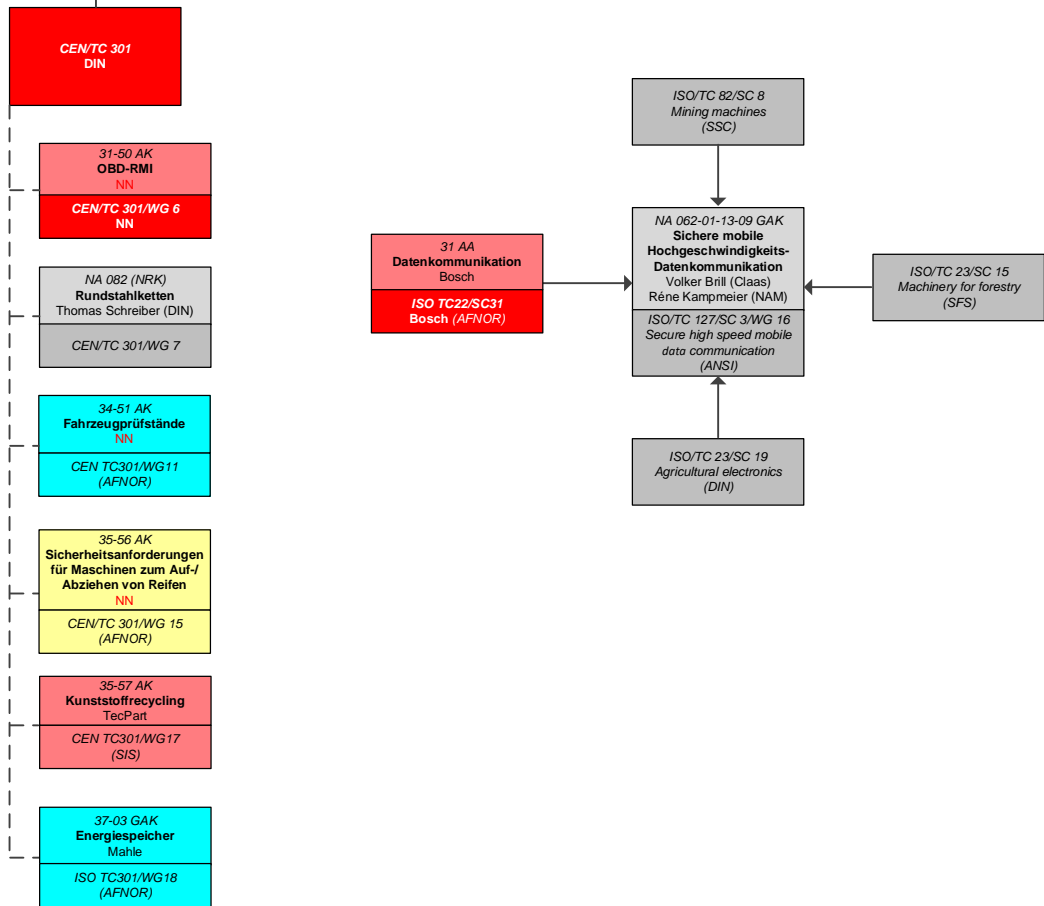 CEN/TC 301
DIN
31-50 AK
OBD-RMI
NN
CEN/TC 301/WG 6
NN
NA 082 (NRK)
Rundstahlketten
Thomas Schreiber (DIN)
CEN/TC 301/WG 7
34-51 AK
Fahrzeugprüfstände
NN
CEN TC301/WG11
(AFNOR)
35-56 AK
Sicherheitsanforderungen
für Maschinen zum Auf-/
Abziehen von Reifen
NN
CEN/TC 301/WG 15
(AFNOR)
35-57 AK
Kunststoffrecycling
TecPart
CEN TC301/WG17
(SIS)
37-03 GAK
Energiespeicher
Mahle
ISO TC301/WG18
(AFNOR)
ISO/TC 82/SC 8
Mining machines
(SSC)
31 AA
Datenkommunikation
Bosch
ISO TC22/SC31
Bosch (AFNOR)
NA 062-01-13-09 GAK
Sichere mobile
Hochgeschwindigkeits-
Datenkommunikation
Volker Brill (Claas)
Réne Kampmeier (NAM)
ISO/TC 127/SC 3/WG 16
Secure high speed mobile
data communication
(ANSI)
ISO/TC 23/SC 15
Machinery for forestry
(SFS)
ISO/TC 23/SC 19
Agricultural electronics
(DIN)